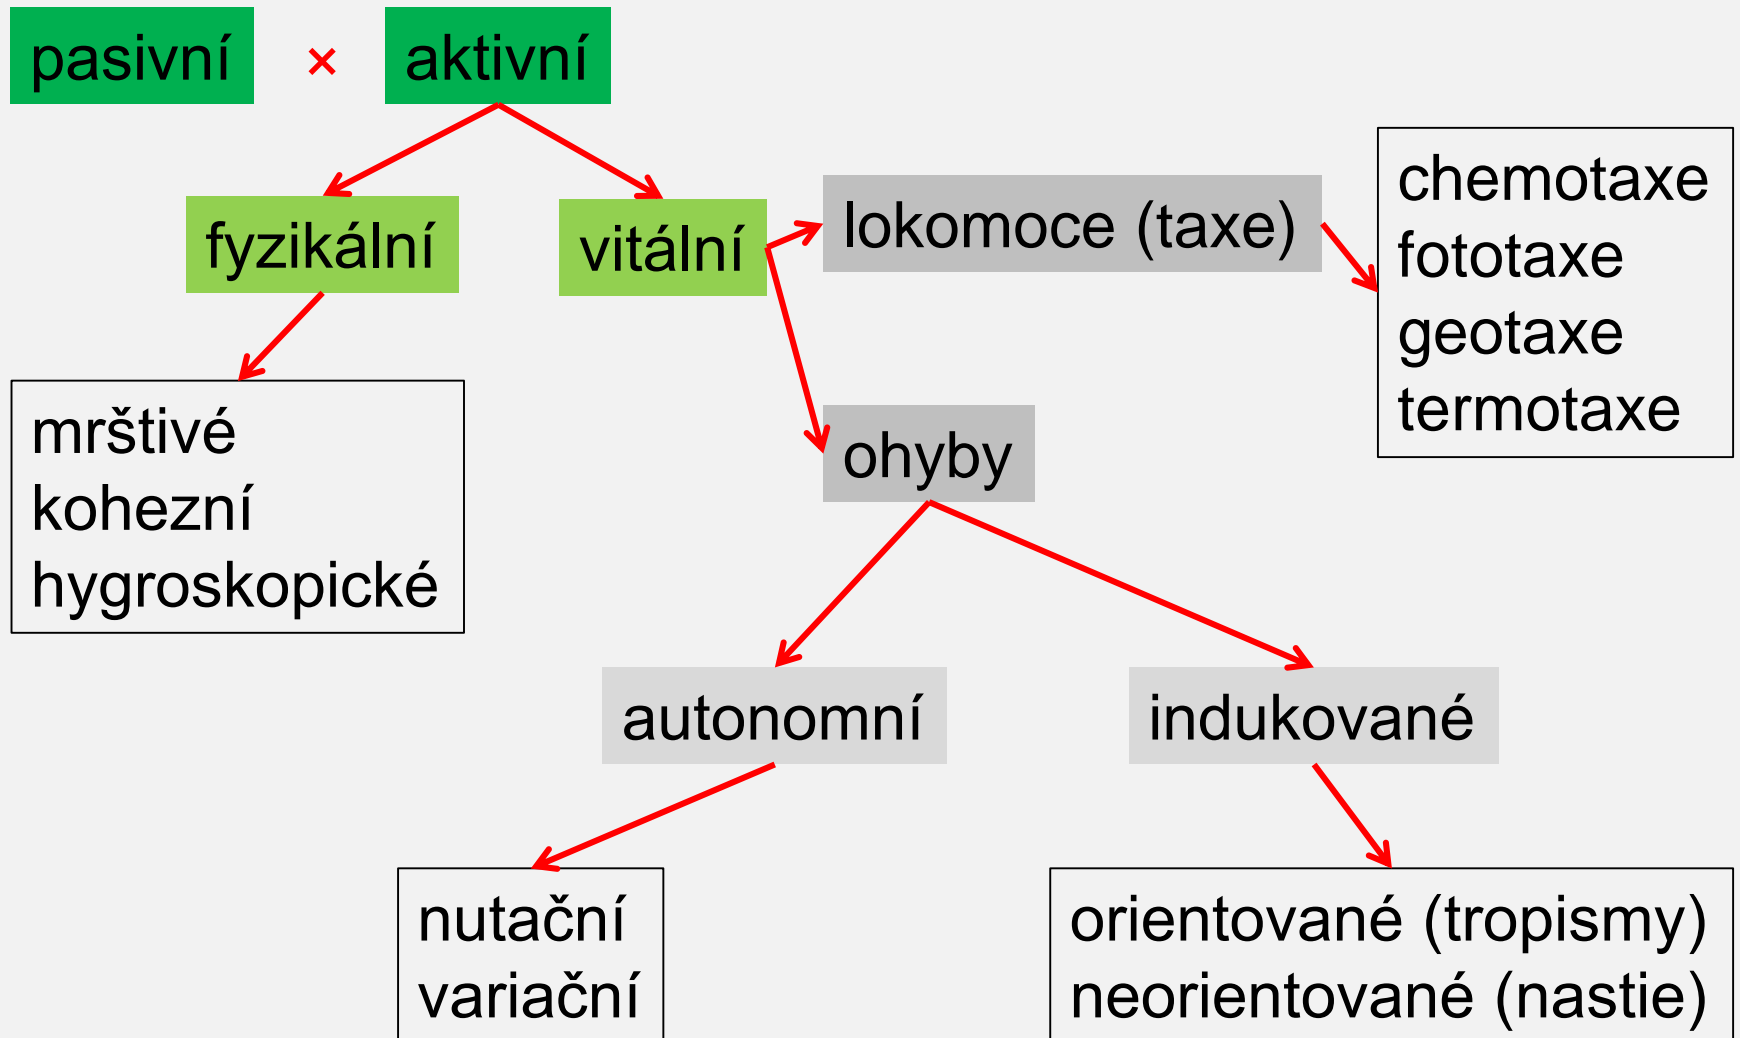 pasivní × aktivní
fyzikální
vitální
lokomoce (taxe)
chemotaxe
fototaxe
geotaxe
termotaxe
mrštivé
kohezní
hygroskopické
ohyby
autonomní
indukované
nutační
variační
orientované (tropismy)
neorientované (nastie)